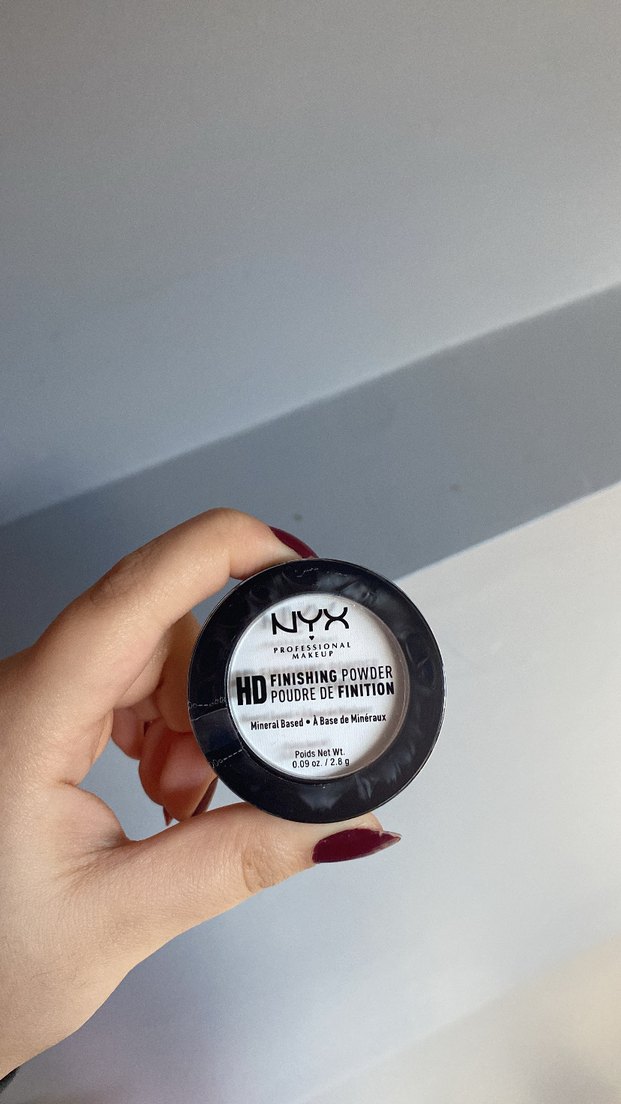 NYX
PROFESSIONAL
MAKEUP
HD FINISHING POWDER
POUDRE DE FINITION
Mineral Based • À Base de Minéraux
Poids Net Wt.
0.09 oz. / 2.8 g